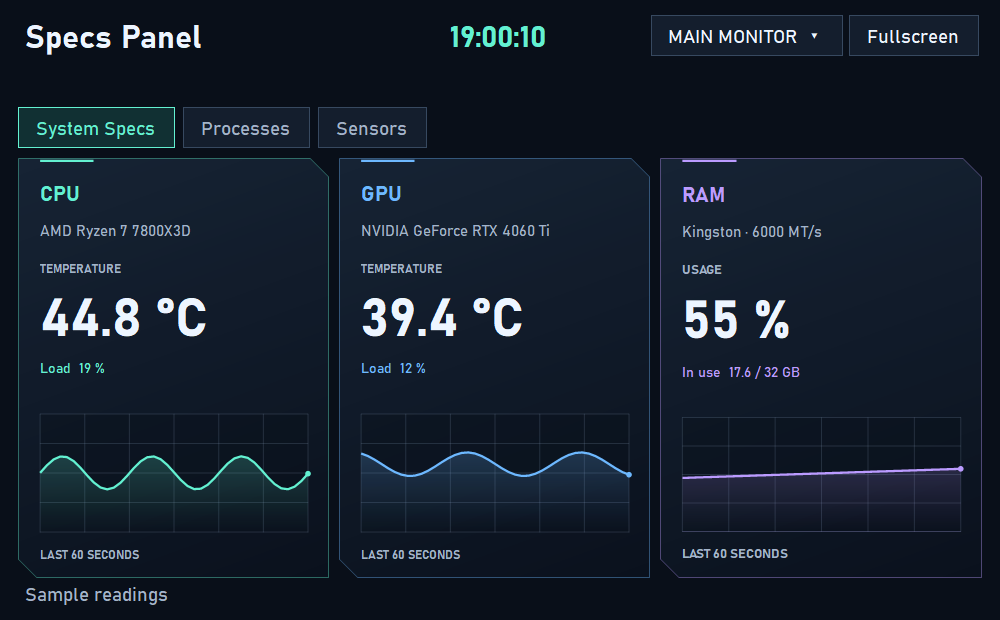 Specs Panel
19:00:10
MAIN MONITOR ▼
Fullscreen
System Specs
Processes
Sensors
CPU
AMD Ryzen 7 7800X3D
TEMPERATURE
44.8 °C
Load 19 %
LAST 60 SECONDS
GPU
NVIDIA GeForce RTX 4060 Ti
TEMPERATURE
39.4 °C
Load 12 %
LAST 60 SECONDS
RAM
Kingston · 6000 MT/s
USAGE
55 %
In use 17.6 / 32 GB
LAST 60 SECONDS
Sample readings